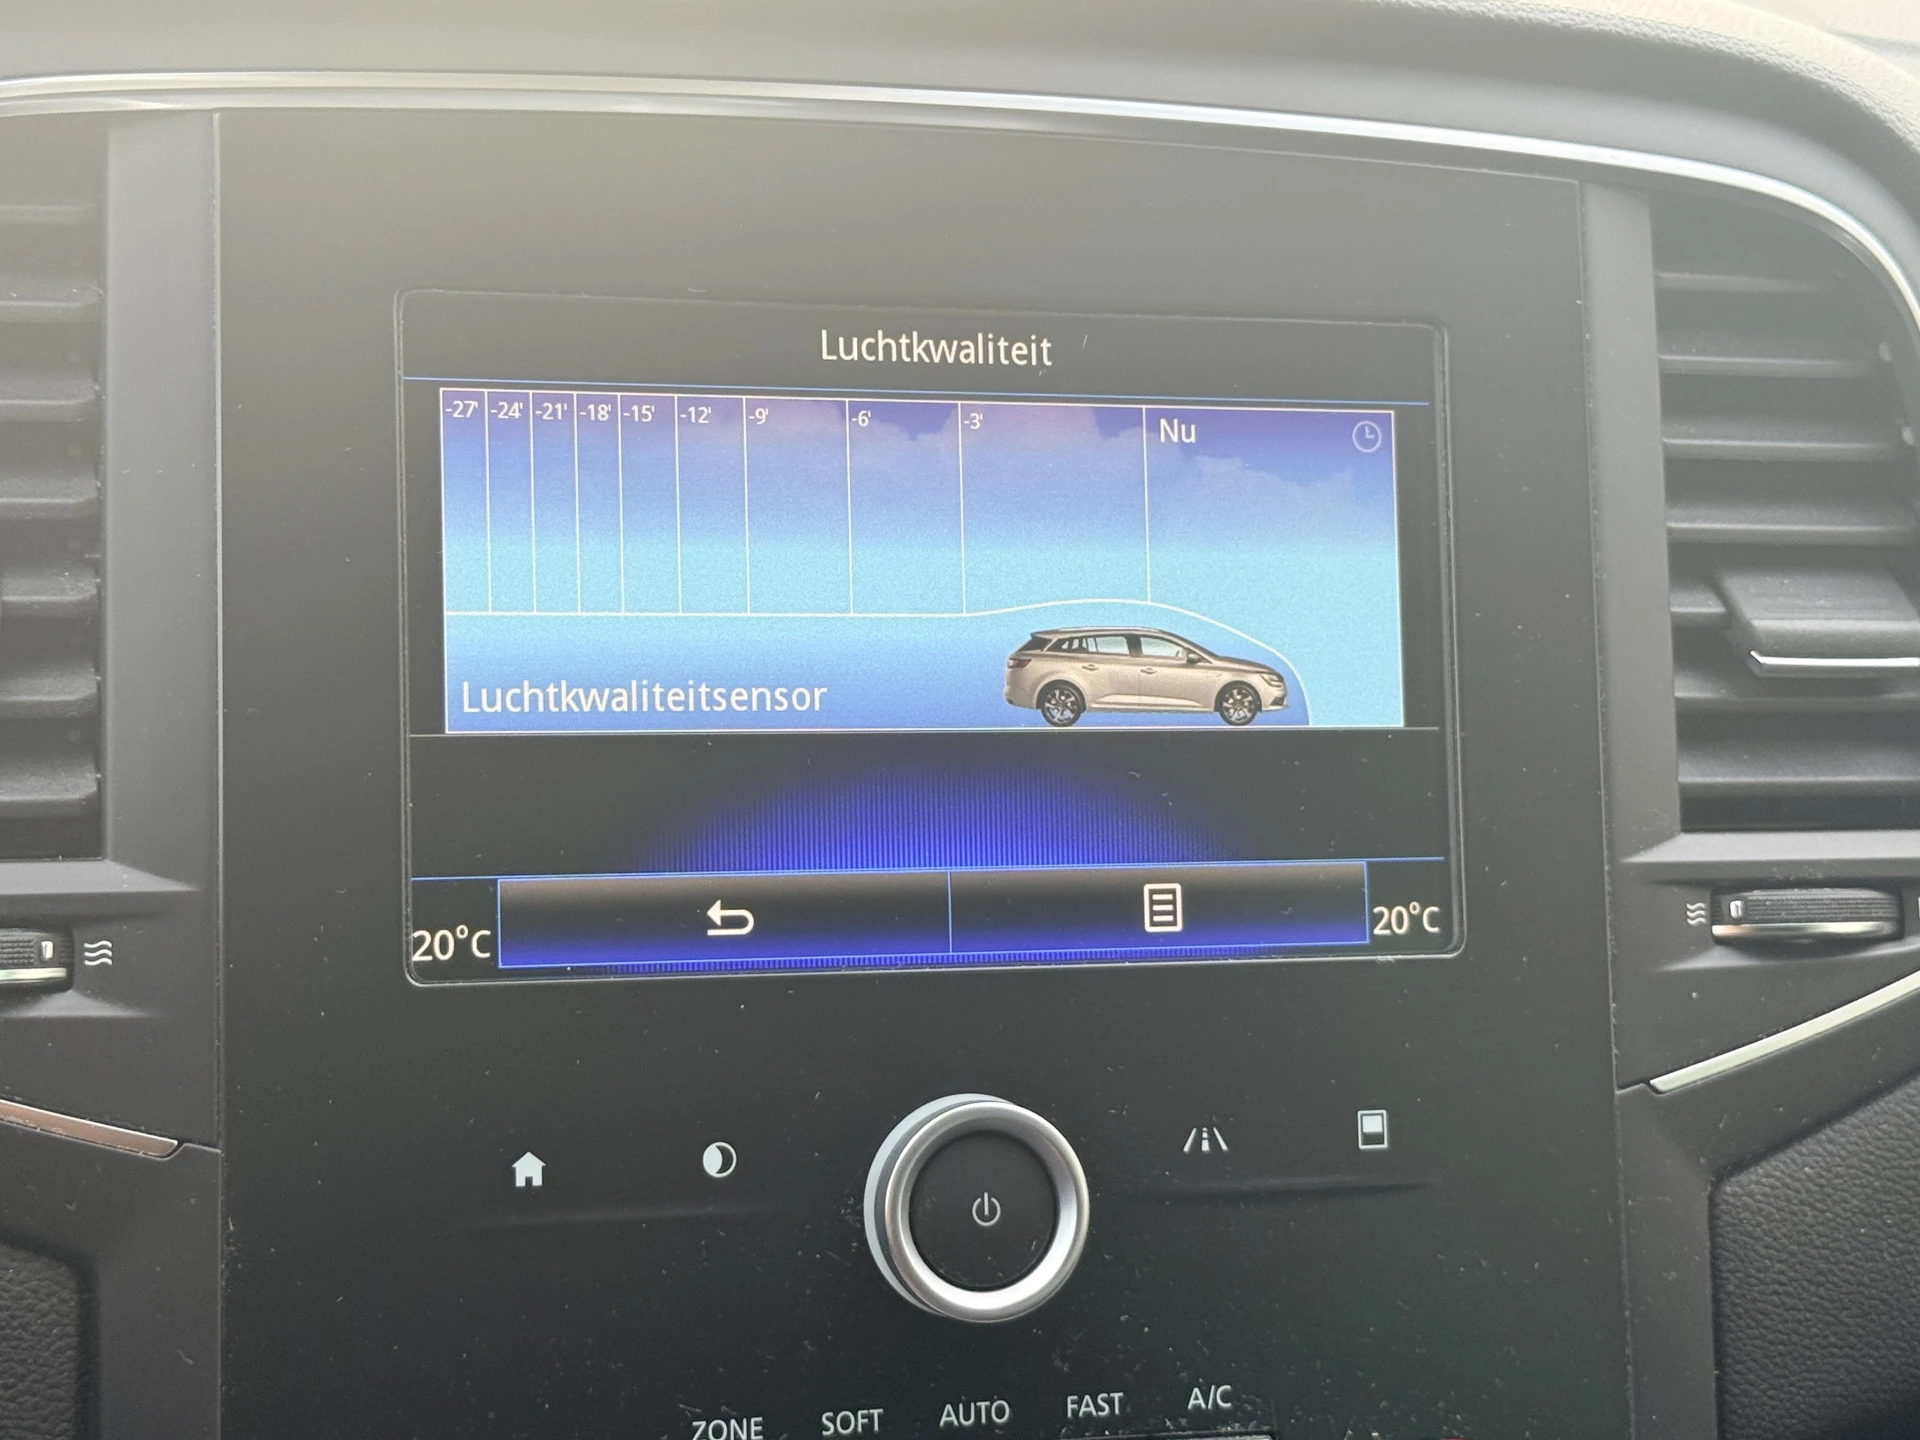 Luchtkwaliteit
-27' -24' -21' -18' -15' -12' -9' -6' -3' Nu
Luchtkwaliteitsensor
20°C 20°C
ZONE SOFT AUTO FAST A/C